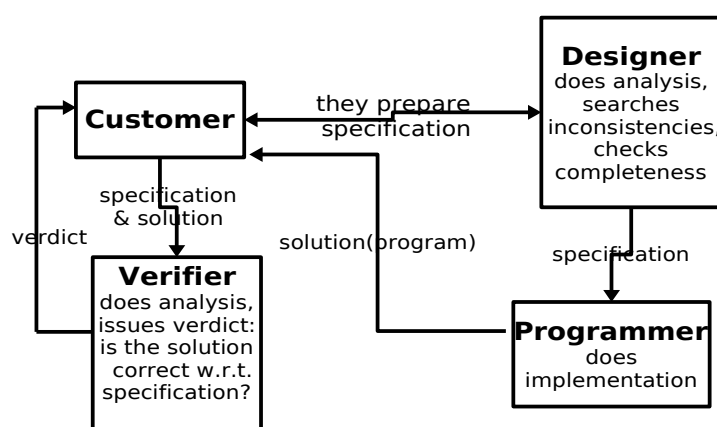 Designer
does analysis,
searches
inconsistencies,
checks
completeness
they prepare
specification
Customer
specification
& solution
verdict
solution(program)
specification
Verifier
does analysis,
issues verdict:
is the solution
correct w.r.t.
specification?
Programmer
does
implementation